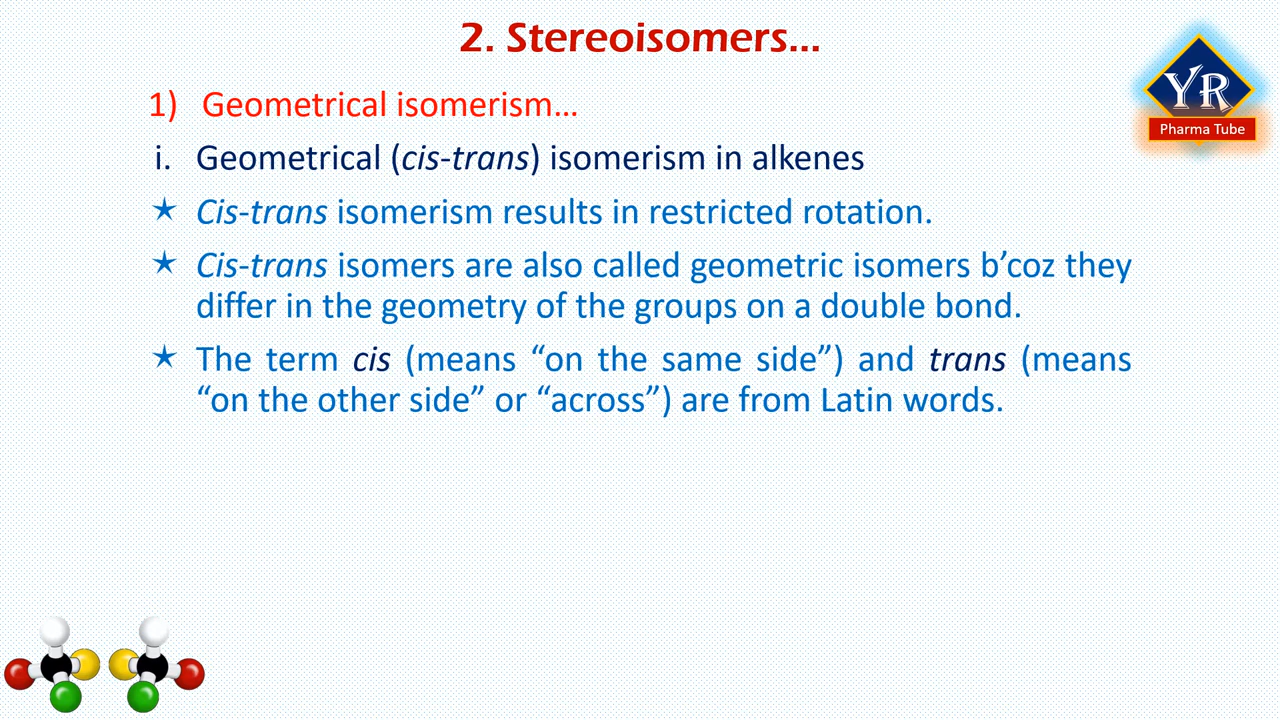 2. Stereoisomers...
YR
Pharma Tube
1) Geometrical isomerism…
i. Geometrical (cis-trans) isomerism in alkenes
★ Cis-trans isomerism results in restricted rotation.
★ Cis-trans isomers are also called geometric isomers b’coz they
differ in the geometry of the groups on a double bond.
★ The term cis (means “on the same side”) and trans (means
“on the other side” or “across”) are from Latin words.